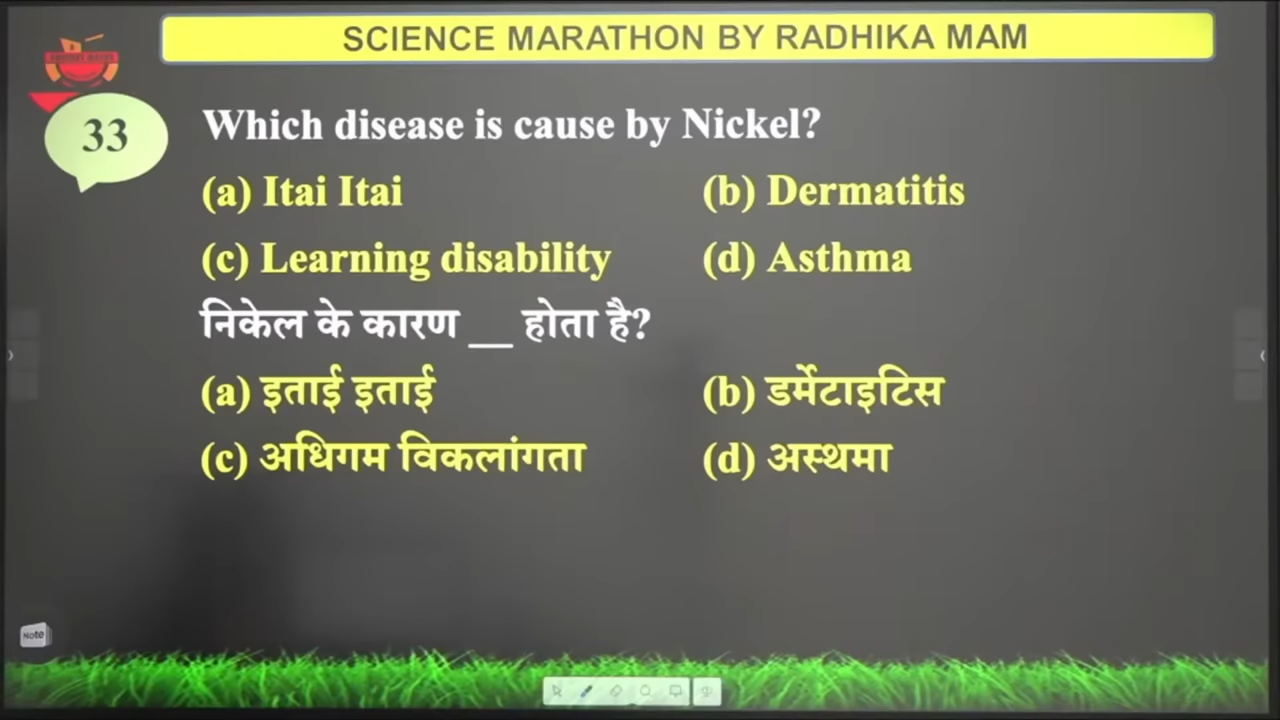 SCIENCE MARATHON BY RADHIKA MAM
33
Which disease is cause by Nickel?
(a) Itai Itai (b) Dermatitis
(c) Learning disability (d) Asthma
निकेल के कारण __ होता है?
(a) इताई इताई (b) डर्मेटाइटिस
(c) अधिगम विकलांगता (d) अस्थमा
Note